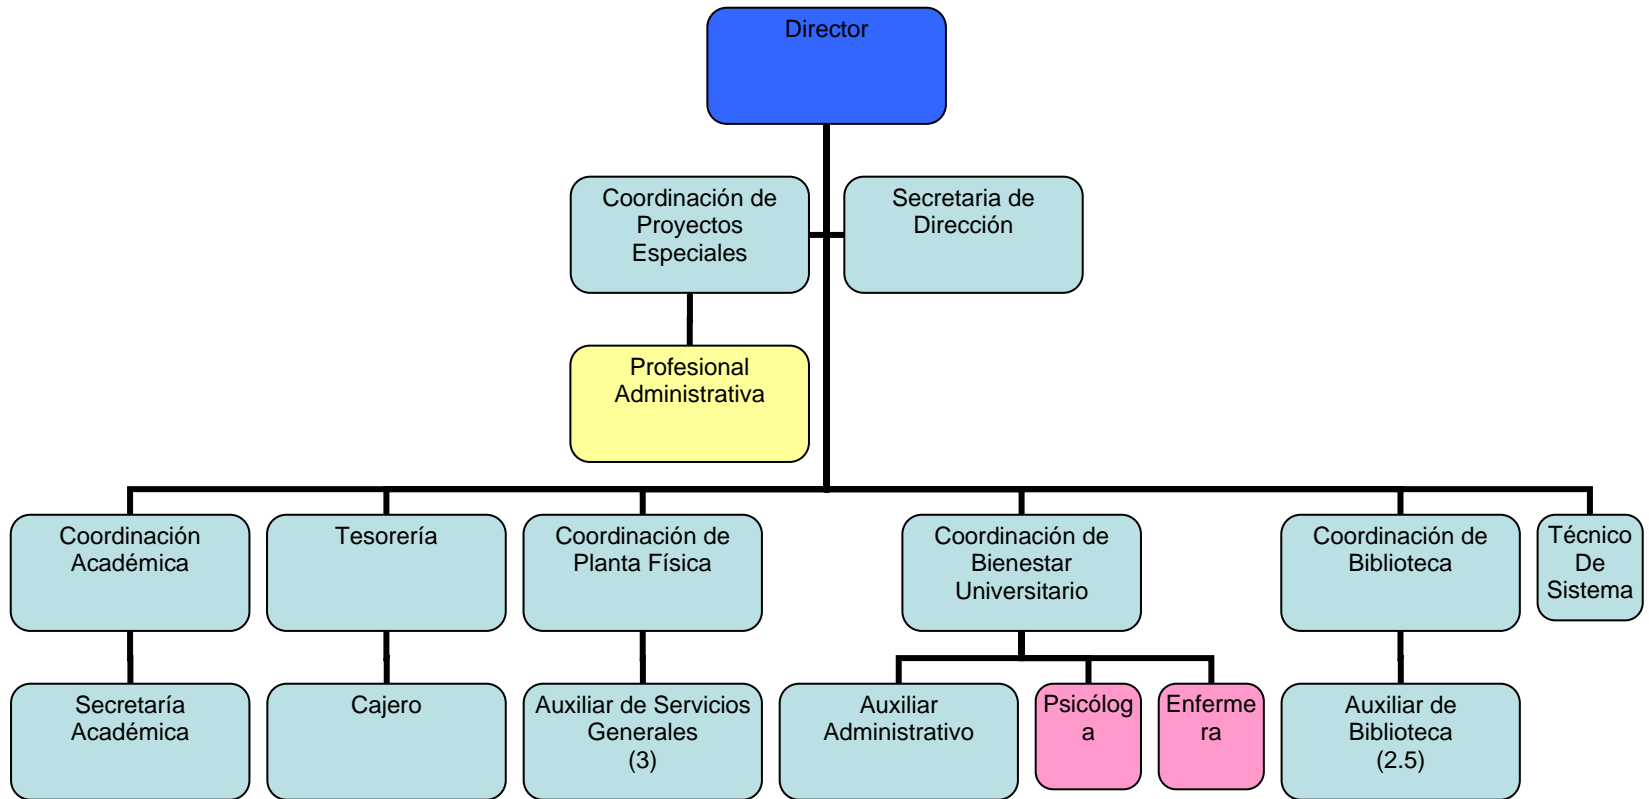 Director
Coordinación de
Proyectos
Especiales
Secretaria de
Dirección
Profesional
Administrativa
Coordinación
Académica
Tesorería
Coordinación de
Planta Física
Coordinación de
Bienestar
Universitario
Coordinación de
Biblioteca
Técnico
De
Sistema
Secretaría
Académica
Cajero
Auxiliar de Servicios
Generales
(3)
Auxiliar
Administrativo
Psicólog
a
Enferme
ra
Auxiliar de
Biblioteca
(2.5)